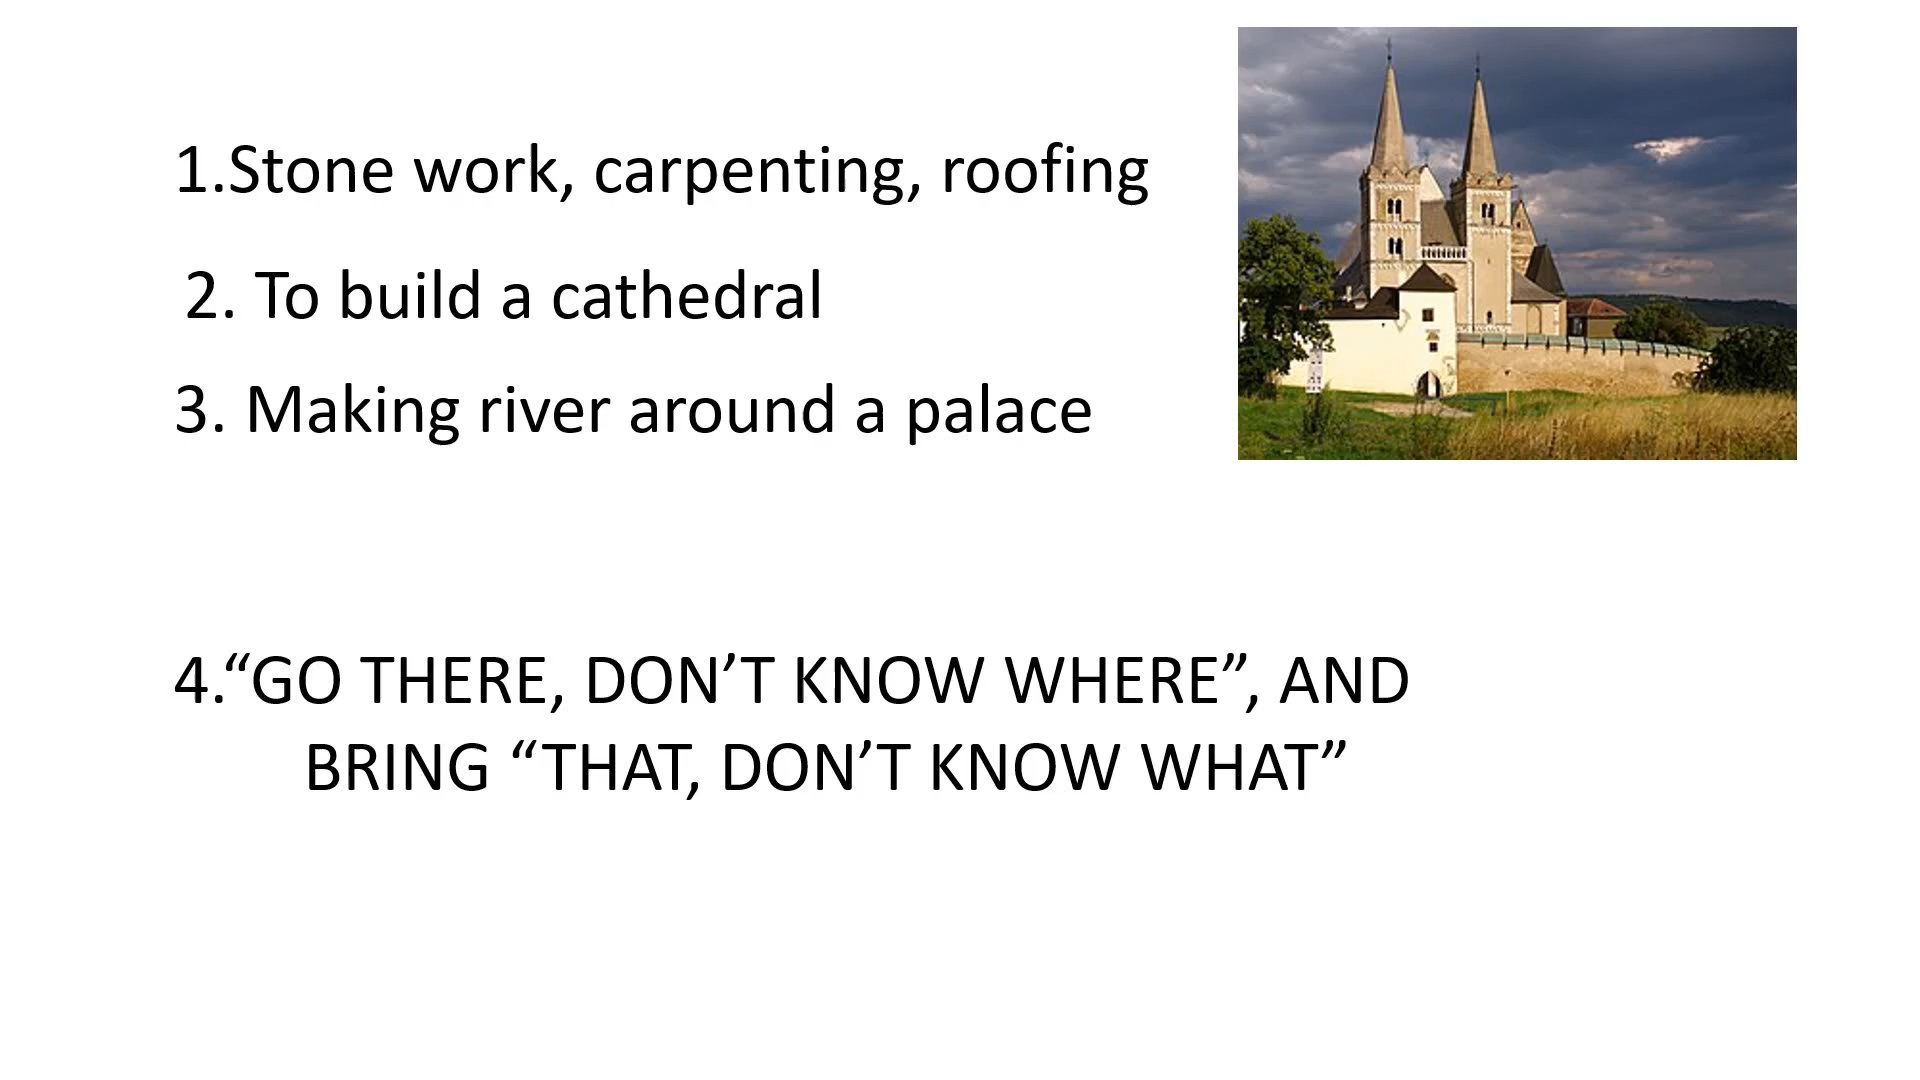 1.Stone work, carpenting, roofing
2. To build a cathedral
3. Making river around a palace
4.“GO THERE, DON’T KNOW WHERE”, AND
BRING “THAT, DON’T KNOW WHAT”